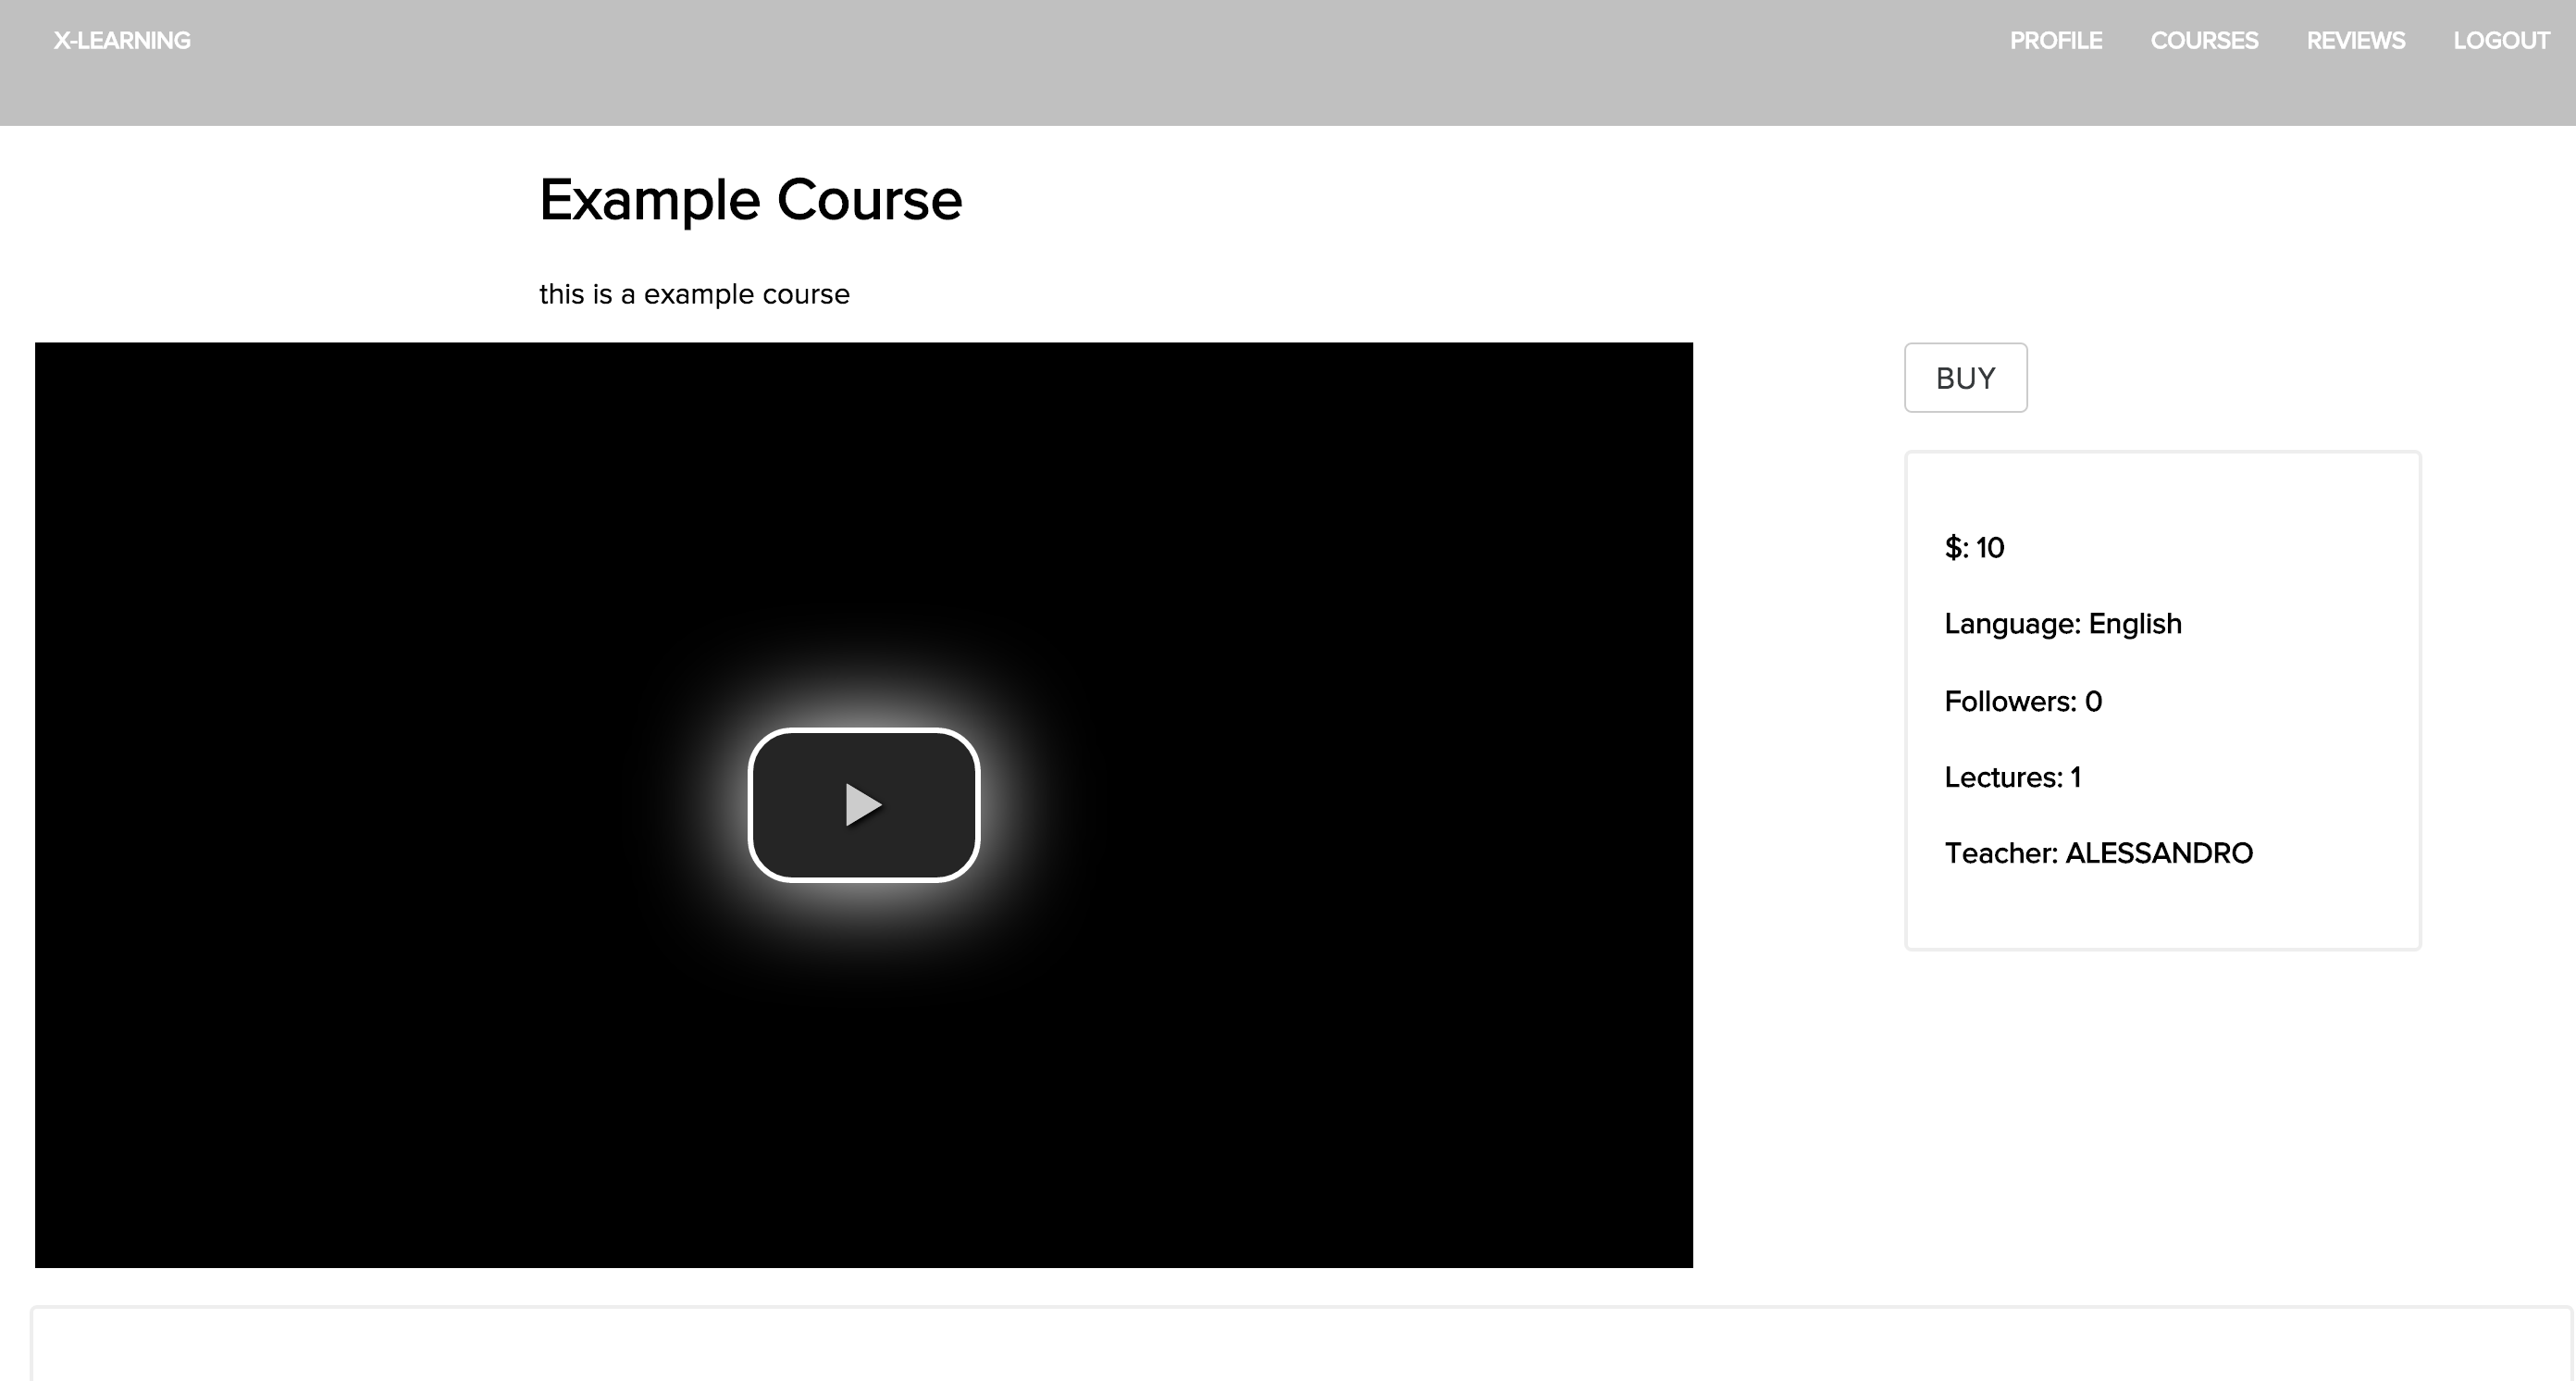 X-LEARNING PROFILE COURSES REVIEWS LOGOUT
Example Course
this is a example course
BUY
$: 10
Language: English
Followers: 0
Lectures: 1
Teacher: ALESSANDRO